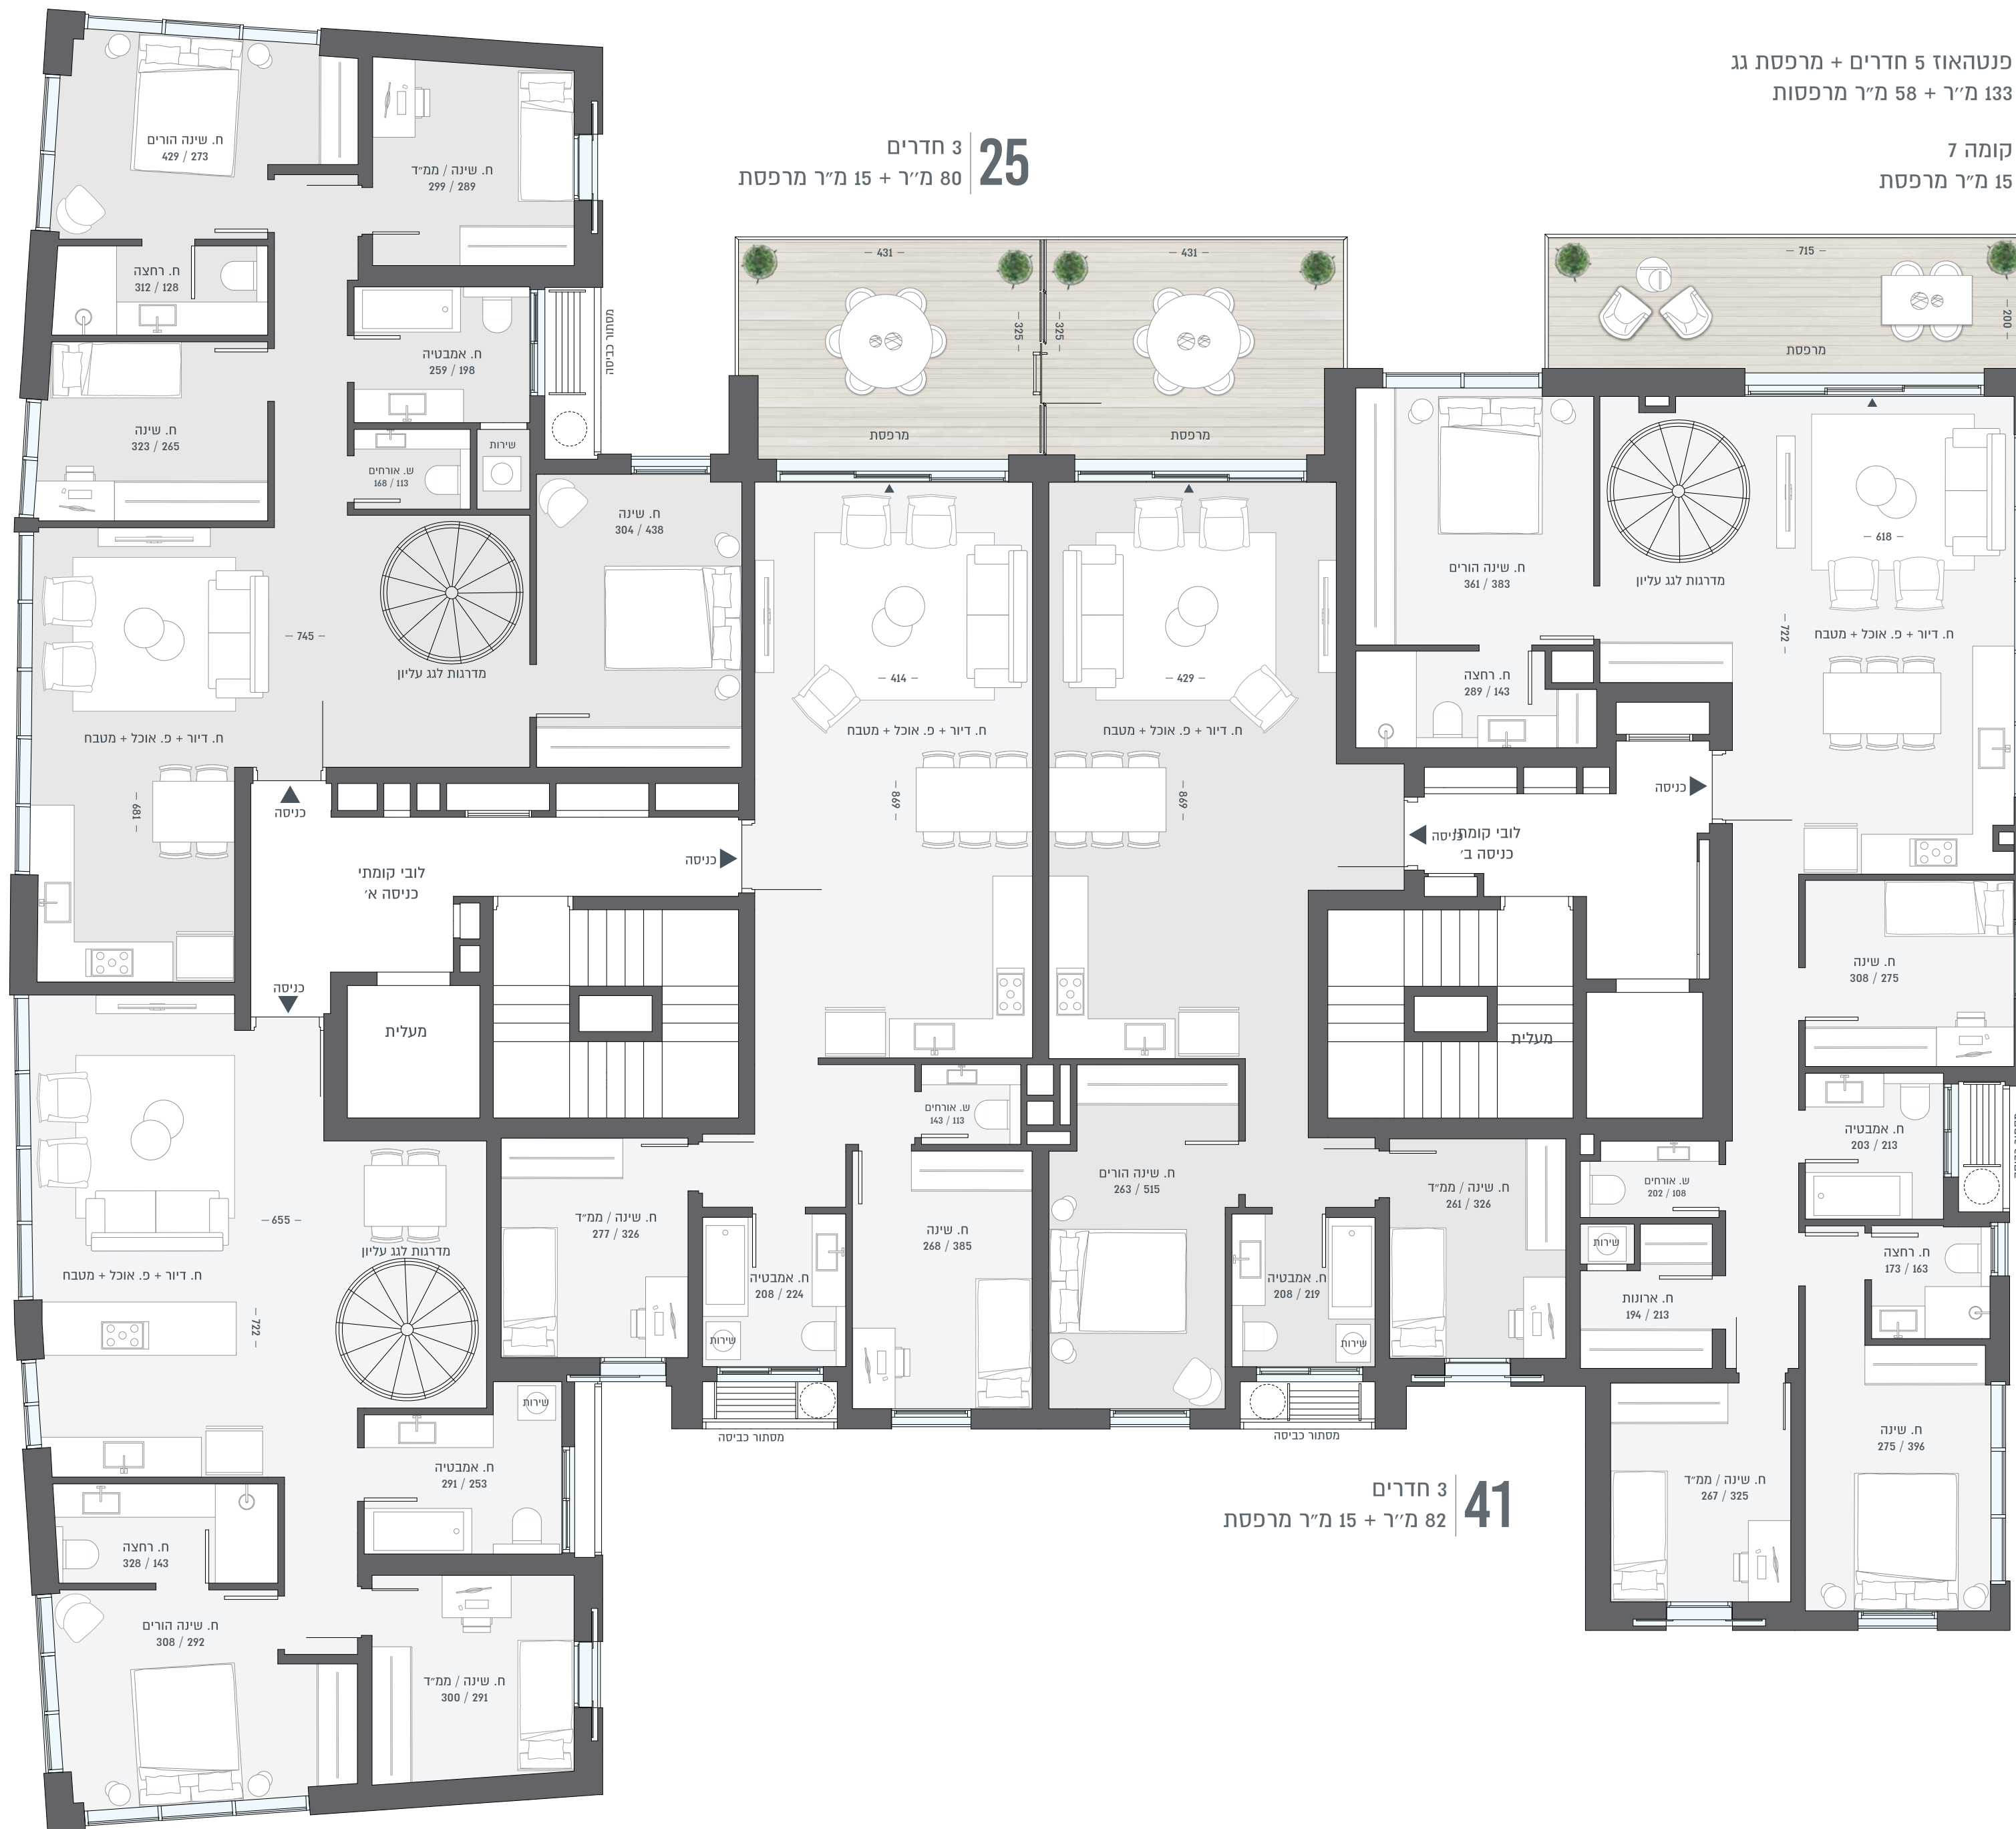 פנטהאוז 5 חדרים + מרפסת גג
133 מ״ר + 58 מ״ר מרפסות
קומה 7
15 מ״ר מרפסת
25
3 חדרים
80 מ״ר + 15 מ״ר מרפסת
ח. שינה הורים
429 / 273
ח. שינה / ממ״ד
299 / 289
ח. רחצה
312 / 128
ח. אמבטיה
259 / 198
מסתור כביסה
ח. שינה
323 / 265
ש. אורחים
168 / 113
שירות
ח. שינה
304 / 438
– 745 –
מדרגות לגג עליון
ח. דיור + פ. אוכל + מטבח
– 681 –
כניסה
לובי קומתי
כניסה א׳
כניסה
כניסה
מעלית
– 431 –
– 325 –
מרפסת
– 431 –
– 325 –
מרפסת
– 414 –
ח. דיור + פ. אוכל + מטבח
– 869 –
– 429 –
ח. דיור + פ. אוכל + מטבח
– 869 –
– 715 –
– 200 –
מרפסת
ח. שינה הורים
361 / 383
מדרגות לגג עליון
– 618 –
– 722 –
ח. דיור + פ. אוכל + מטבח
ח. רחצה
289 / 143
כניסה
כניסה
לובי קומתי
כניסה ב׳
מעלית
ח. שינה
308 / 275
ח. אמבטיה
203 / 213
ש. אורחים
202 / 108
שירות
ח. רחצה
173 / 163
ח. ארונות
194 / 213
ח. שינה
275 / 396
ח. שינה / ממ״ד
267 / 325
ש. אורחים
143 / 113
ח. שינה / ממ״ד
277 / 326
ח. שינה
268 / 385
ח. אמבטיה
208 / 224
שירות
מסתור כביסה
ח. שינה הורים
263 / 515
ח. שינה / ממ״ד
261 / 326
ח. אמבטיה
208 / 219
שירות
מסתור כביסה
41
3 חדרים
82 מ״ר + 15 מ״ר מרפסת
– 655 –
מדרגות לגג עליון
ח. דיור + פ. אוכל + מטבח
– 722 –
שירות
ח. אמבטיה
291 / 253
ח. רחצה
328 / 143
ח. שינה הורים
308 / 292
ח. שינה / ממ״ד
300 / 291